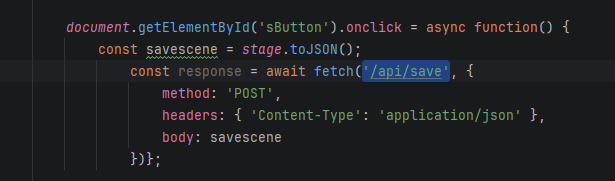 document.getElementById('sButton').onclick = async function() {
const savescene = stage.toJSON();
const response = await fetch('/api/save', {
method: 'POST',
headers: { 'Content-Type': 'application/json' },
body: savescene
})};